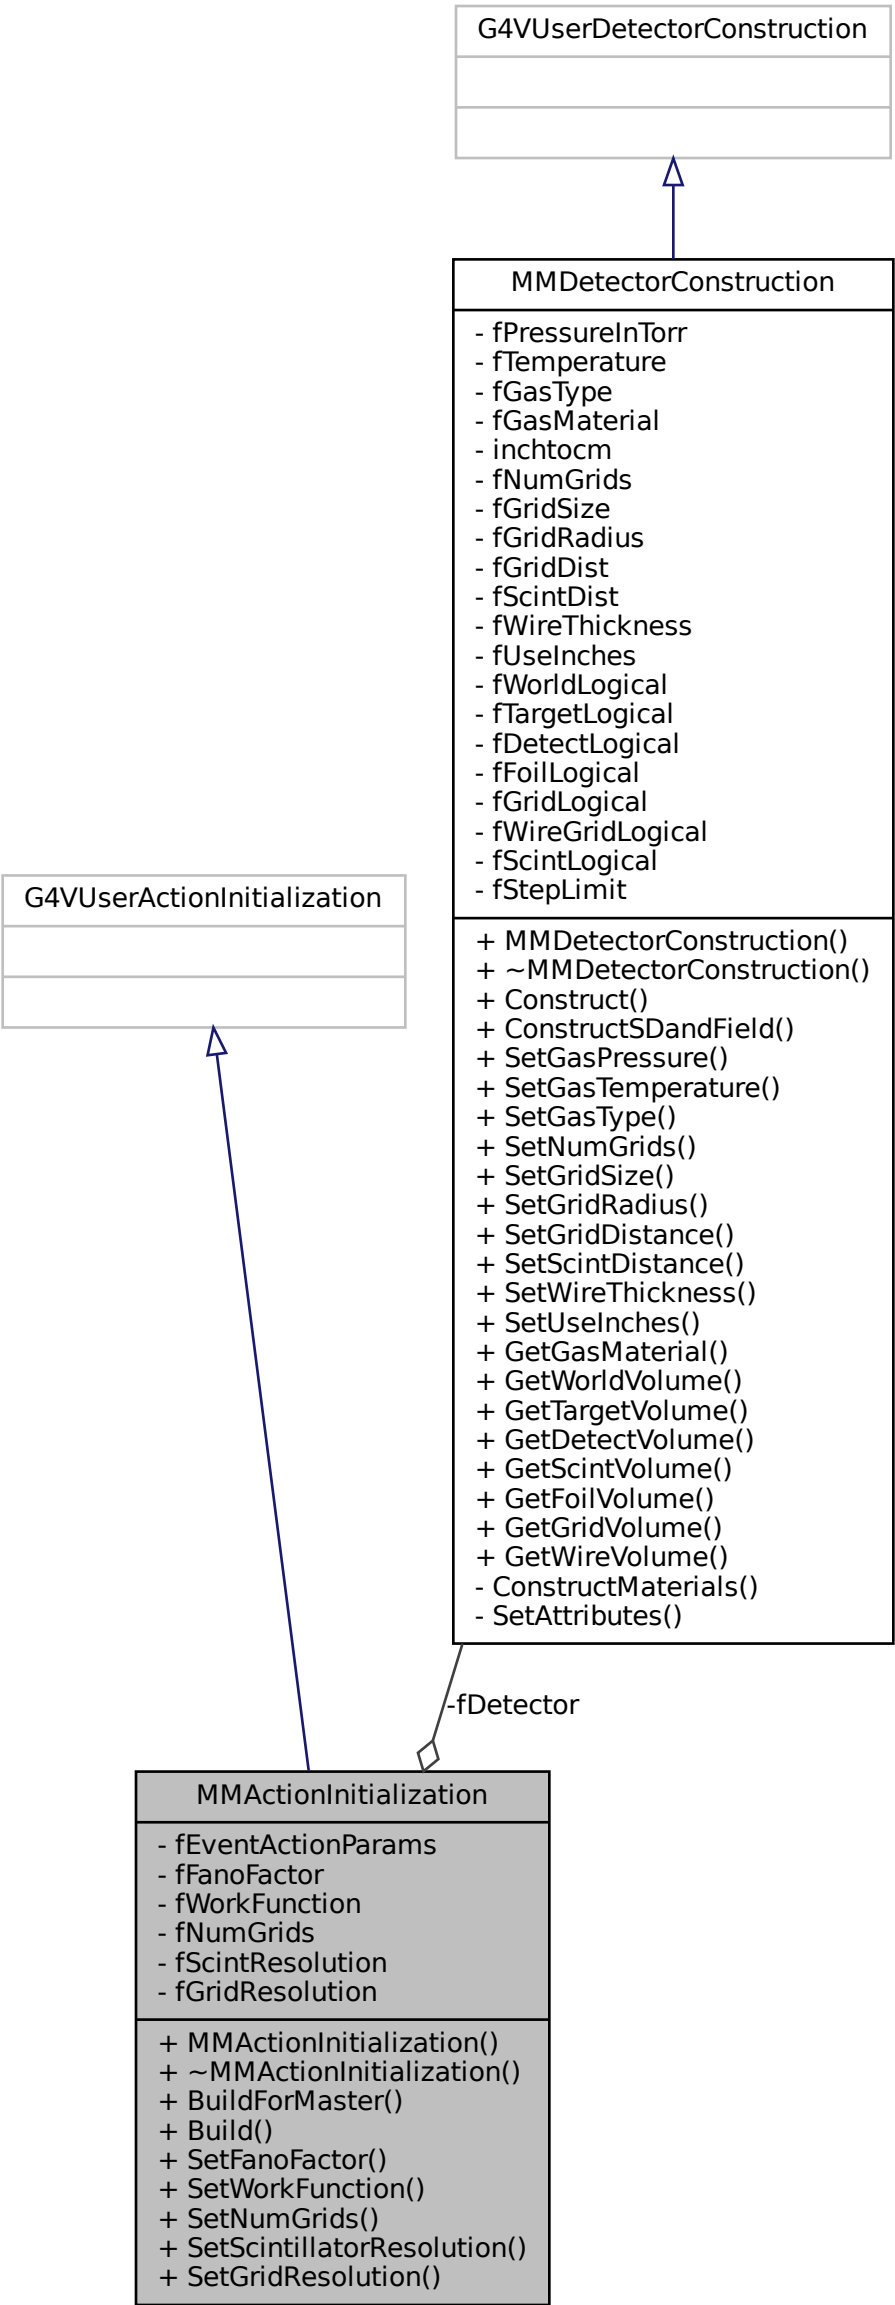 G4VUserDetectorConstruction
MMDetectorConstruction
- fPressureInTorr
- fTemperature
- fGasType
- fGasMaterial
- inchtocm
- fNumGrids
- fGridSize
- fGridRadius
- fGridDist
- fScintDist
- fWireThickness
- fUseInches
- fWorldLogical
- fTargetLogical
- fDetectLogical
- fFoilLogical
- fGridLogical
- fWireGridLogical
- fScintLogical
- fStepLimit
+ MMDetectorConstruction()
+ ~MMDetectorConstruction()
+ Construct()
+ ConstructSDandField()
+ SetGasPressure()
+ SetGasTemperature()
+ SetGasType()
+ SetNumGrids()
+ SetGridSize()
+ SetGridRadius()
+ SetGridDistance()
+ SetScintDistance()
+ SetWireThickness()
+ SetUseInches()
+ GetGasMaterial()
+ GetWorldVolume()
+ GetTargetVolume()
+ GetDetectVolume()
+ GetScintVolume()
+ GetFoilVolume()
+ GetGridVolume()
+ GetWireVolume()
- ConstructMaterials()
- SetAttributes()
G4VUserActionInitialization
-fDetector
MMActionInitialization
- fEventActionParams
- fFanoFactor
- fWorkFunction
- fNumGrids
- fScintResolution
- fGridResolution
+ MMActionInitialization()
+ ~MMActionInitialization()
+ BuildForMaster()
+ Build()
+ SetFanoFactor()
+ SetWorkFunction()
+ SetNumGrids()
+ SetScintillatorResolution()
+ SetGridResolution()